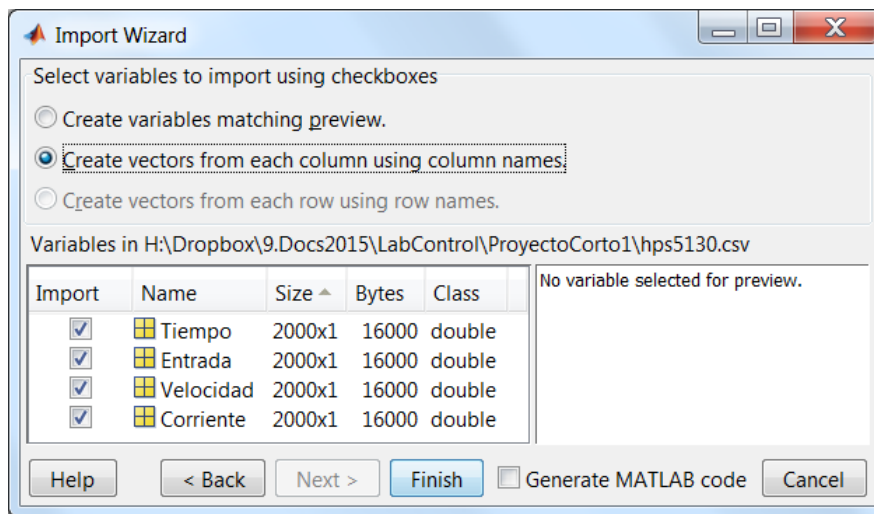 Import Wizard
Select variables to import using checkboxes
Create variables matching preview.
Create vectors from each column using column names.
Create vectors from each row using row names.
Variables in H:\Dropbox\9.Docs2015\LabControl\ProyectoCorto1\hps5130.csv
Import Name Size Bytes Class
Tiempo 2000x1 16000 double
Entrada 2000x1 16000 double
Velocidad 2000x1 16000 double
Corriente 2000x1 16000 double
No variable selected for preview.
Help < Back Next > Finish Generate MATLAB code Cancel